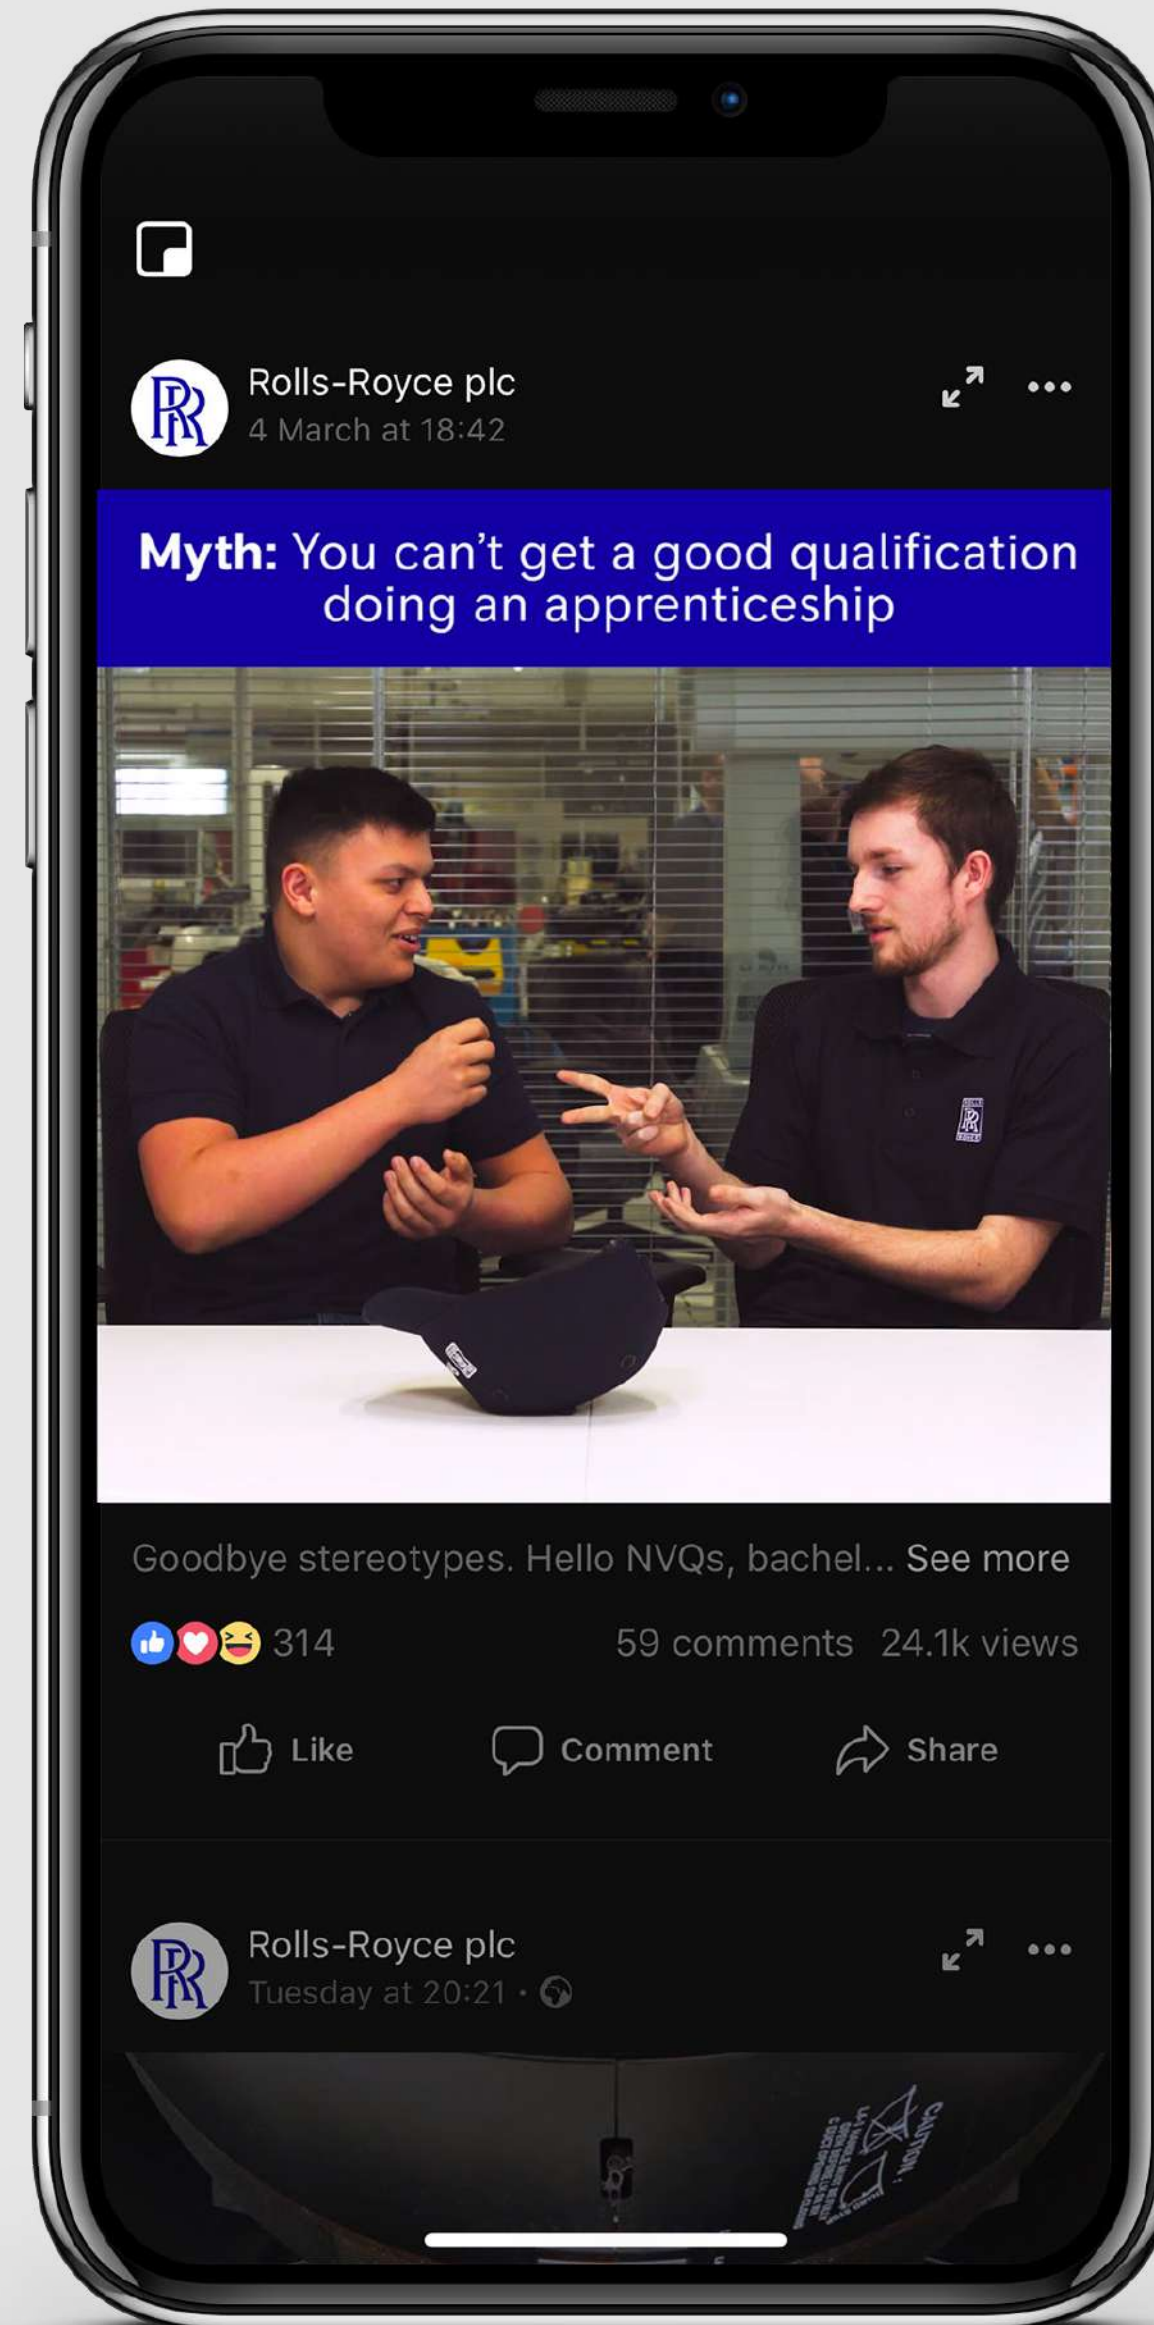 Rolls-Royce plc
4 March at 18:42
Myth: You can't get a good qualification
doing an apprenticeship
Goodbye stereotypes. Hello NVQs, bachel... See more
314
59 comments 24.1k views
Like
Comment
Share
Rolls-Royce plc
Tuesday at 20:21 ·
CAUTION :